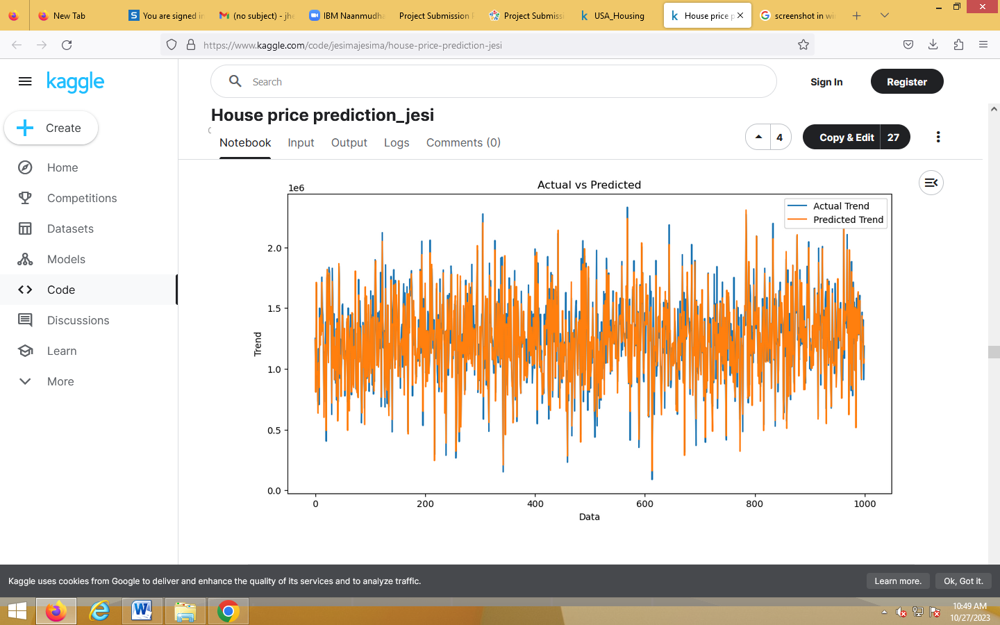 New Tab
You are signed in
(no subject) - jhe
IBM Naanmudha
Project Submission
Project Submissi
USA_Housing
House price p
screenshot in wi
https://www.kaggle.com/code/jesimajesima/house-price-prediction-jesi
kaggle
Search
Sign In
Register
Create
Home
Competitions
Datasets
Models
Code
Discussions
Learn
More
House price prediction_jesi
Notebook
Input
Output
Logs
Comments (0)
4
Copy & Edit
27
Actual vs Predicted
1e6
Actual Trend
Predicted Trend
2.0
1.5
1.0
0.5
0.0
Trend
0
200
400
600
800
1000
Data
Kaggle uses cookies from Google to deliver and enhance the quality of its services and to analyze traffic.
Learn more.
Ok, Got it.
10:49 AM
10/27/2023